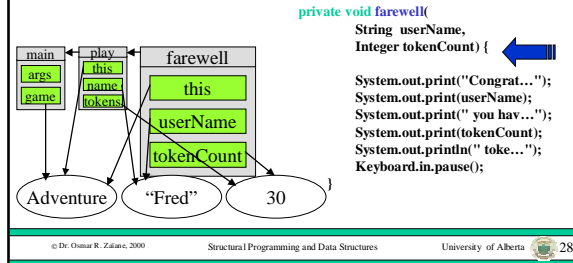 private void farewell(
String userName,
Integer tokenCount) {
System.out.print("Congrat…");
System.out.print(userName);
System.out.print(" you hav…");
System.out.print(tokenCount);
System.out.println(" toke…");
Keyboard.in.pause();
}
main
args
game
play
this
name
tokens
farewell
this
userName
tokenCount
Adventure
“Fred”
30
© Dr. Osmar R. Zaïane, 2000
Structural Programming and Data Structures
University of Alberta
28